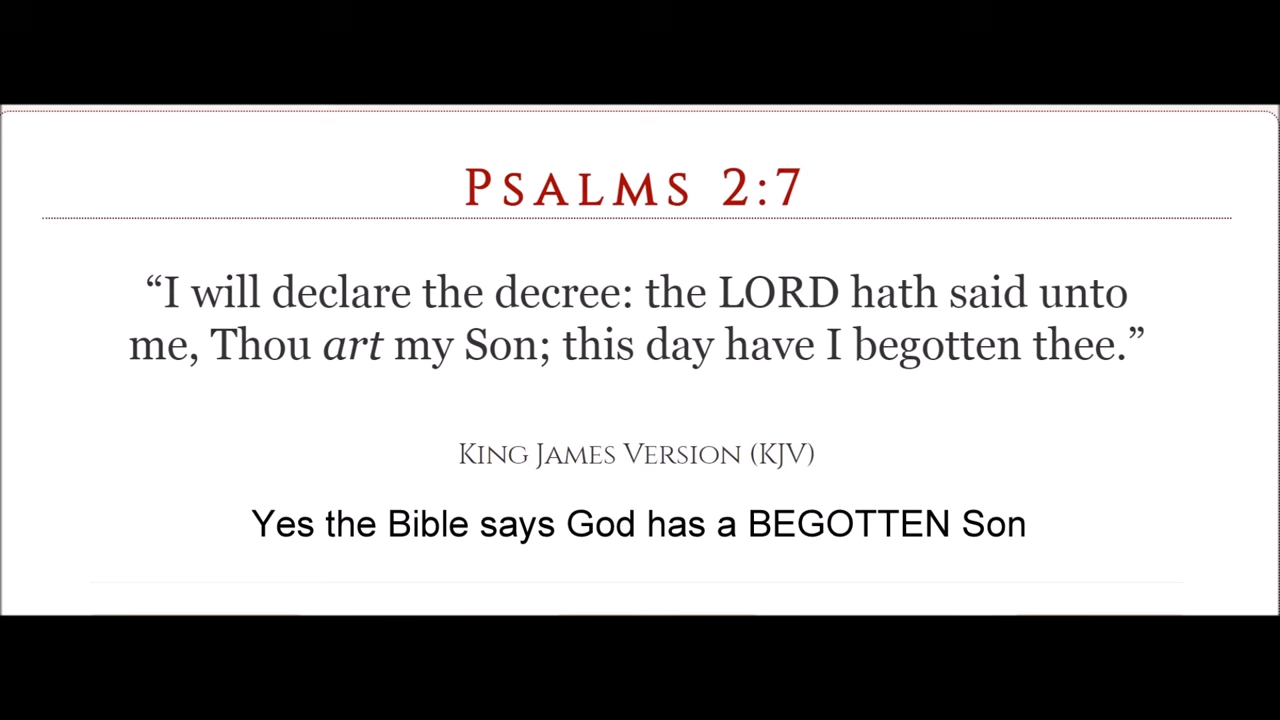 Psalms 2:7
“I will declare the decree: the LORD hath said unto
me, Thou art my Son; this day have I begotten thee.”
King James Version (KJV)
Yes the Bible says God has a BEGOTTEN Son